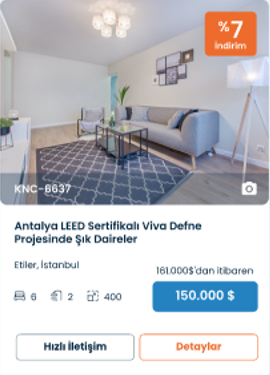 %7
İndirim
KNC-6637
Antalya LEED Sertifikalı Viva Defne
Projesinde Şık Daireler
Etiler, İstanbul
161.000$'dan itibaren
6 2 400
150.000 $
Hızlı İletişim
Detaylar